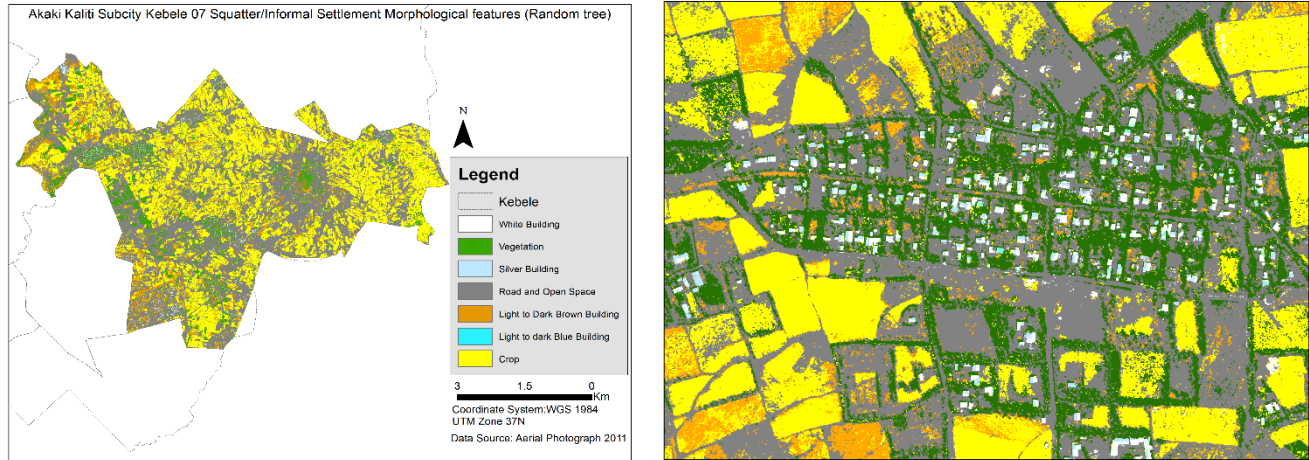 Akaki Kaliti Subcity Kebele 07 Squatter/Informal Settlement Morphological features (Random tree)
N
Legend
Kebele
White Building
Vegetation
Silver Building
Road and Open Space
Light to Dark Brown Building
Light to dark Blue Building
Crop
3 1.5 0
Km
Coordinate System:WGS 1984
UTM Zone 37N
Data Source: Aerial Photograph 2011